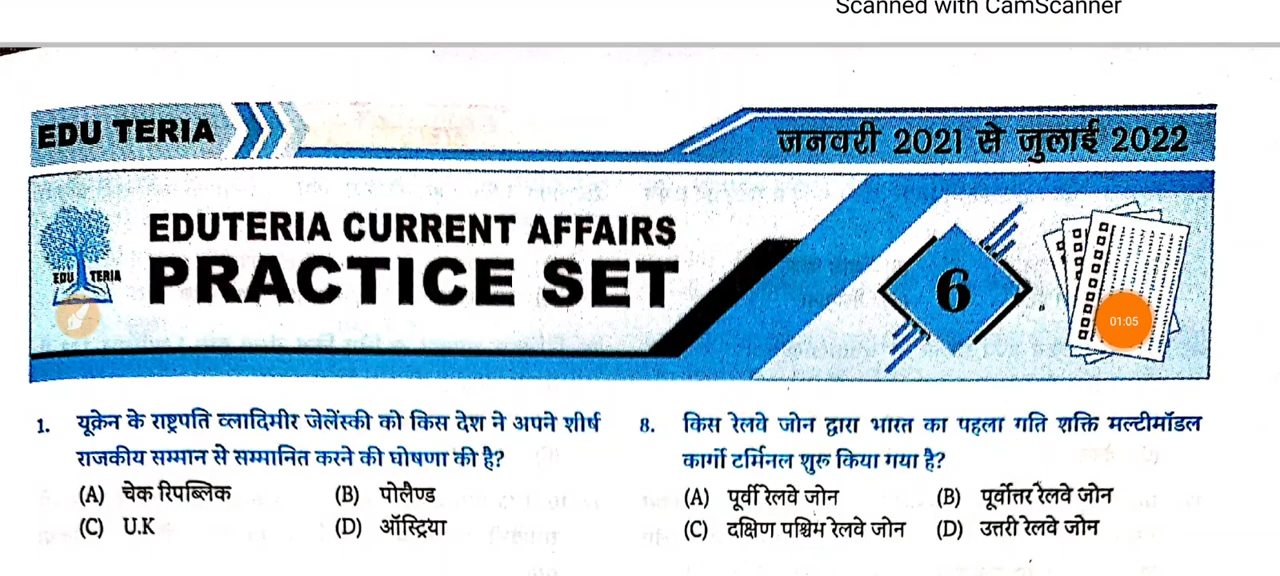 Scanned with CamScanner
EDU TERIA
जनवरी 2021 से जुलाई 2022
EDUTERIA CURRENT AFFAIRS
PRACTICE SET
6
EDU TERIA
01:05
1. यूक्रेन के राष्ट्रपति व्लादिमीर जेलेंस्की को किस देश ने अपने शीर्ष
राजकीय सम्मान से सम्मानित करने की घोषणा की है?
(A) चेक रिपब्लिक (B) पोलैण्ड
(C) U.K (D) ऑस्ट्रिया
8. किस रेलवे जोन द्वारा भारत का पहला गति शक्ति मल्टीमॉडल
कार्गो टर्मिनल शुरू किया गया है?
(A) पूर्वी रेलवे जोन (B) पूर्वोत्तर रेलवे जोन
(C) दक्षिण पश्चिम रेलवे जोन (D) उत्तरी रेलवे जोन